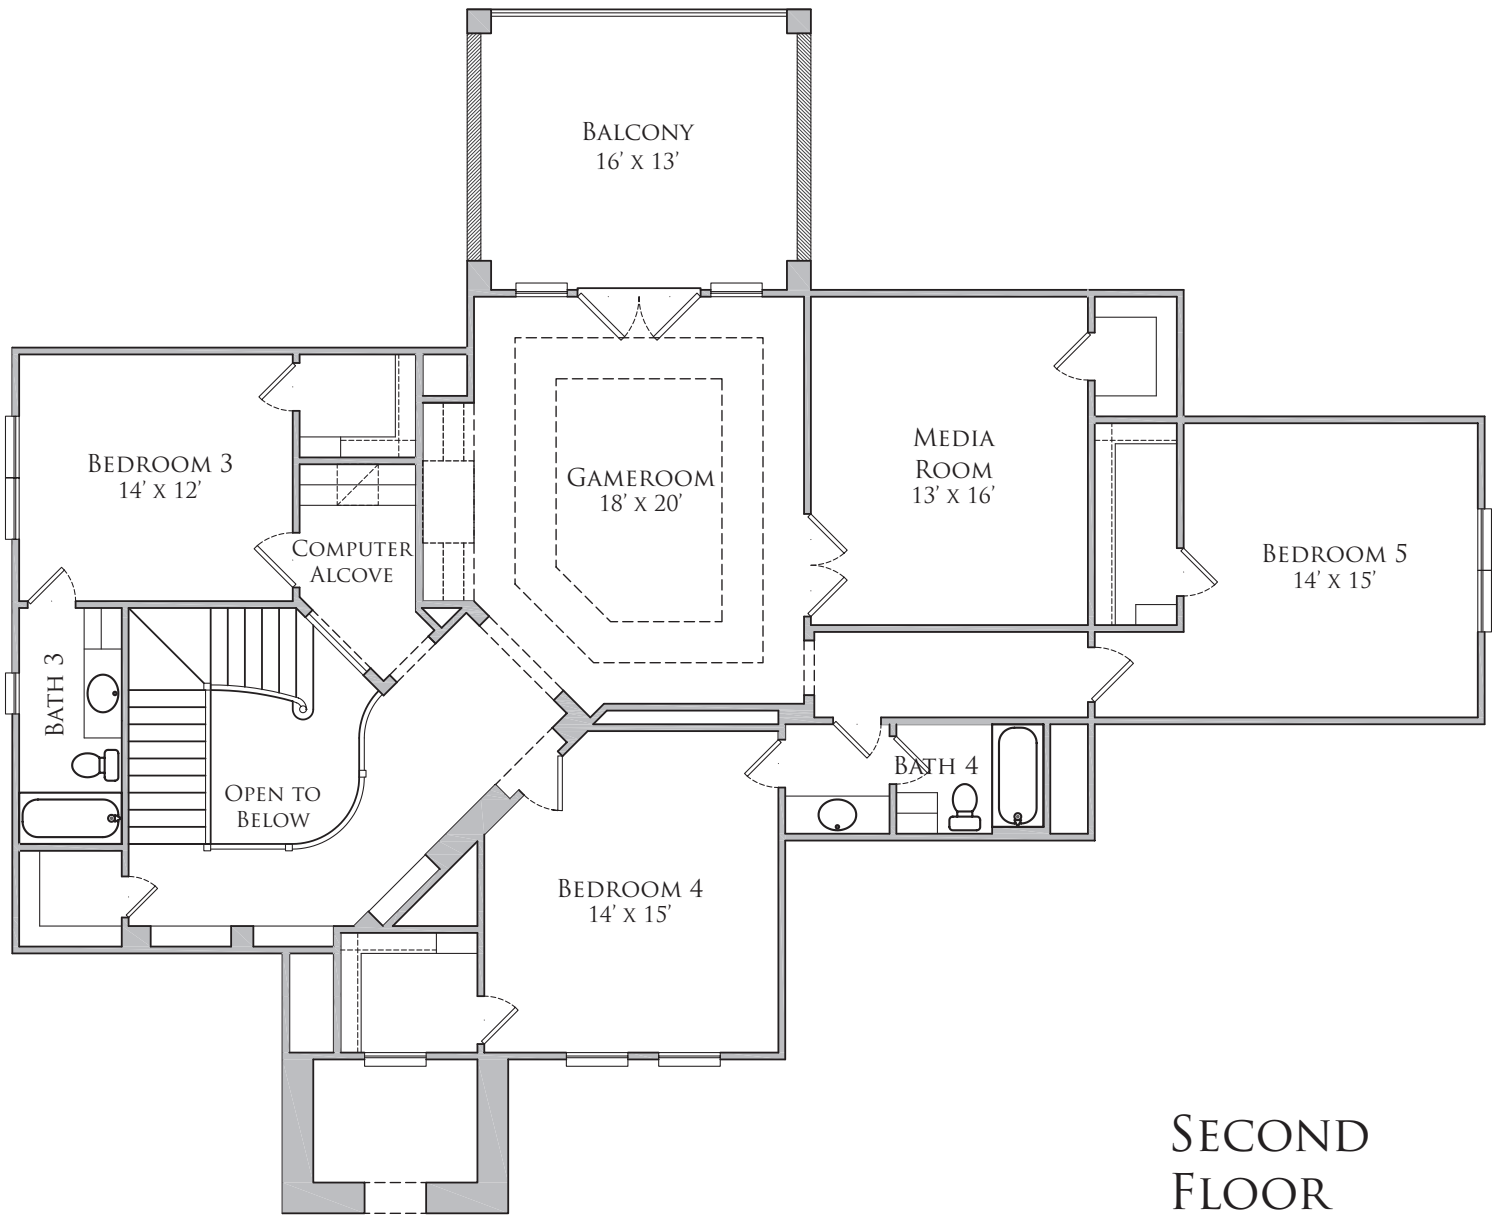 Balcony
16' x 13'
Media
Room
13' x 16'
Bedroom 3
14' x 12'
Gameroom
18' x 20'
Computer
Alcove
Bedroom 5
14' x 15'
Bath 3
Bath 4
Open to
Below
Bedroom 4
14' x 15'
Second
Floor